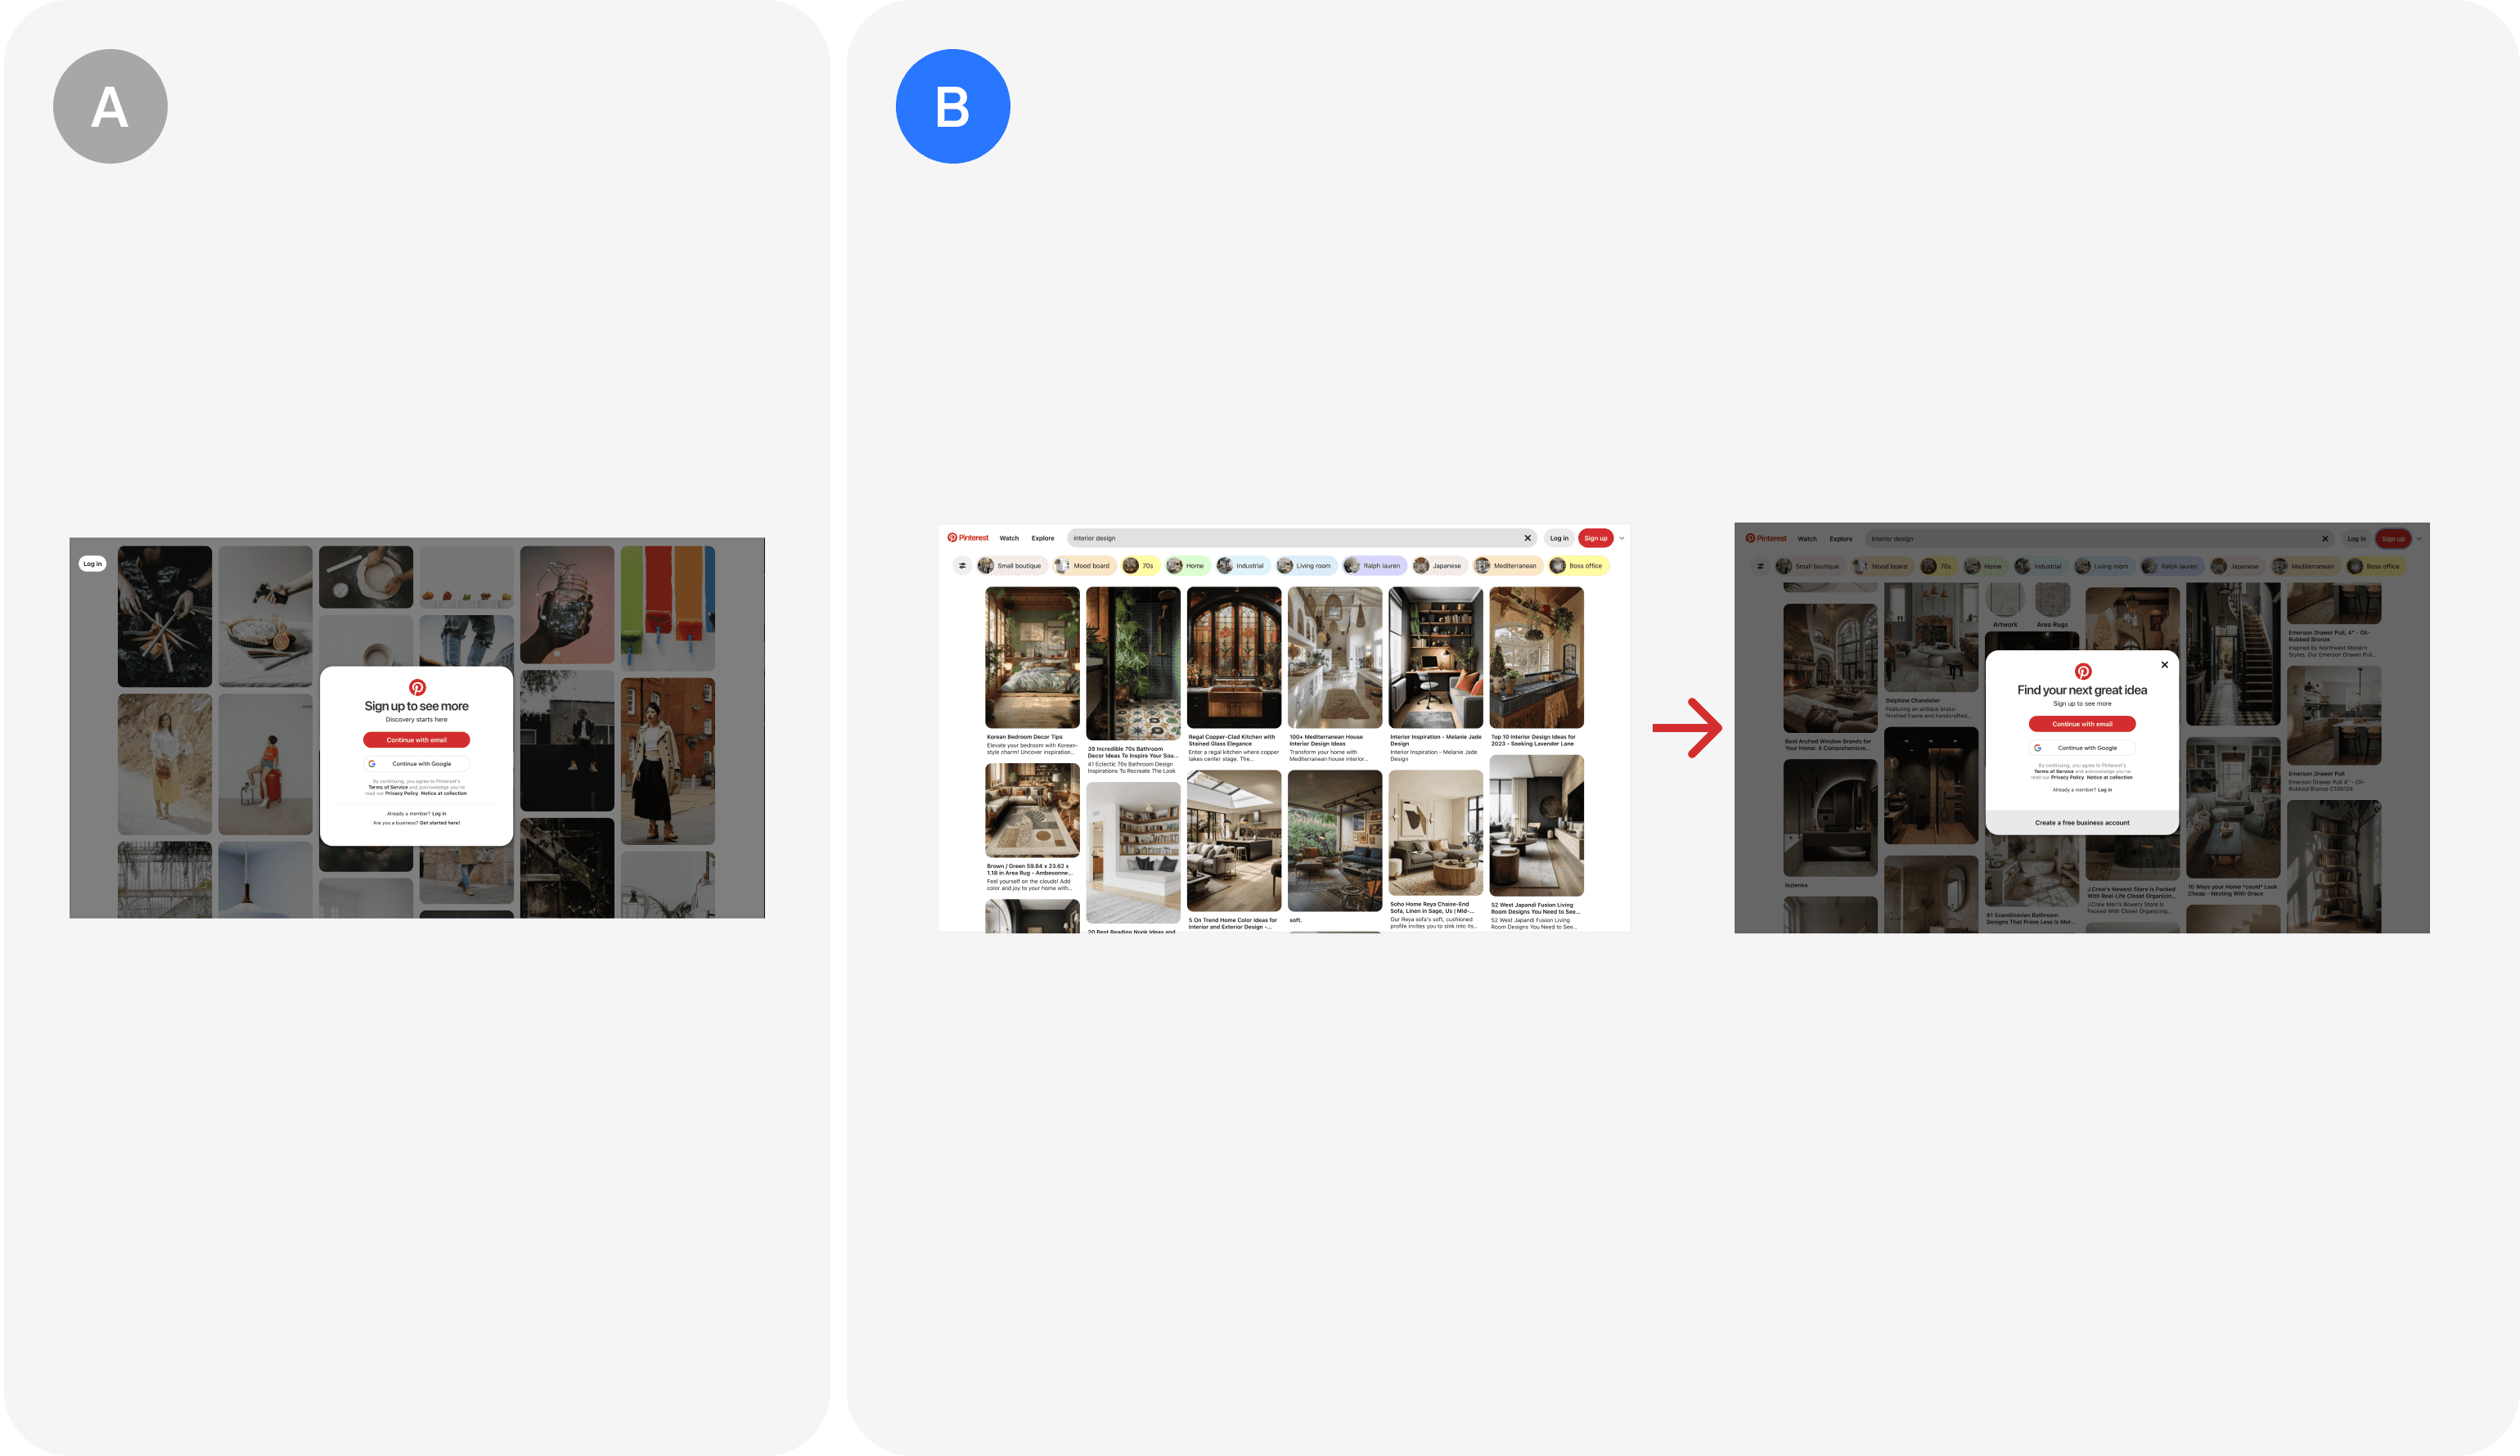 A
Log in
Sign up to see more
Discovery starts here
Continue with email
Continue with Google
By continuing, you agree to Pinterest's
Terms of Service and acknowledge you've
read our Privacy Policy. Notice at collection.
Already a member? Log in
Are you a business? Get started here!
B
Pinterest
Watch
Explore
interior design
Log in
Sign up
Small boutique
Mood board
70s
Home
Industrial
Living room
Ralph lauren
Japanese
Mediterranean
Boss office
Korean Bedroom Decor Tips
Elevate your bedroom with Korean-
style charm! Uncover inspiration...
39 Incredible 70s Bathroom
Decor Ideas To Inspire Your Sou...
41 Eclectic 70s Bathroom Design
Inspirations To Recreate The Look
Regal Copper-Clad Kitchen with
Stained Glass Elegance
Enter a regal kitchen where copper
takes center stage. The...
100+ Mediterranean House
Interior Design Ideas
Transform your home with
Mediterranean house interior...
Interior Inspiration - Melanie Jade
Design
Interior Inspiration - Melanie Jade
Design
Top 10 Interior Design Ideas for
2023 - Seeking Lavender Lane
Brown / Green 59.84 x 23.62 x
1.18 in Area Rug - Ambesonne...
Feel yourself on the clouds! Add
color and joy to your home with...
20 Best Reading Nook Ideas and
5 On Trend Home Color Ideas for
Interior and Exterior Design -...
soft.
Soho Home Reya Chaise-End
Sofa, Linen in Sage, Us | Mid-...
Our Reya sofa's soft, cushioned
profile invites you to sink into its...
52 West Japandi Fusion Living
Room Designs You Need to See...
52 West Japandi Fusion Living
Room Designs You Need to See...
Pinterest
Watch
Explore
interior design
Log in
Sign up
Small boutique
Mood board
70s
Home
Industrial
Living room
Ralph lauren
Japanese
Mediterranean
Boss office
Artwork
Area Rugs
Emerson Drawer Pull, 4" - Oil-
Rubbed Bronze
Inspired By Northwest Modern
Styles, Our Emerson Drawer Pull...
Delphine Chandelier
Featuring an antique brass-
finished frame and handcrafted...
Best Arched Window Brands for
Your Home: A Comprehensive...
Find your next great idea
Sign up to see more
Continue with email
Continue with Google
By continuing, you agree to Pinterest's
Terms of Service and acknowledge you've
read our Privacy Policy. Notice at collection.
Already a member? Log in
Create a free business account
Emerson Drawer Pull
Emerson Drawer Pull 4" - Oil-
Rubbed Bronze C108124
61 Scandinavian Bathroom
Designs That Prove Less Is Mor...
J.Crew's Newest Store Is Packed
With Real-Life Closet Organizin...
J.Crew Men's Bowery Store Is
Packed With Closet Organizing...
10 Ways your Home *could* Look
Cheap - Nesting With Grace